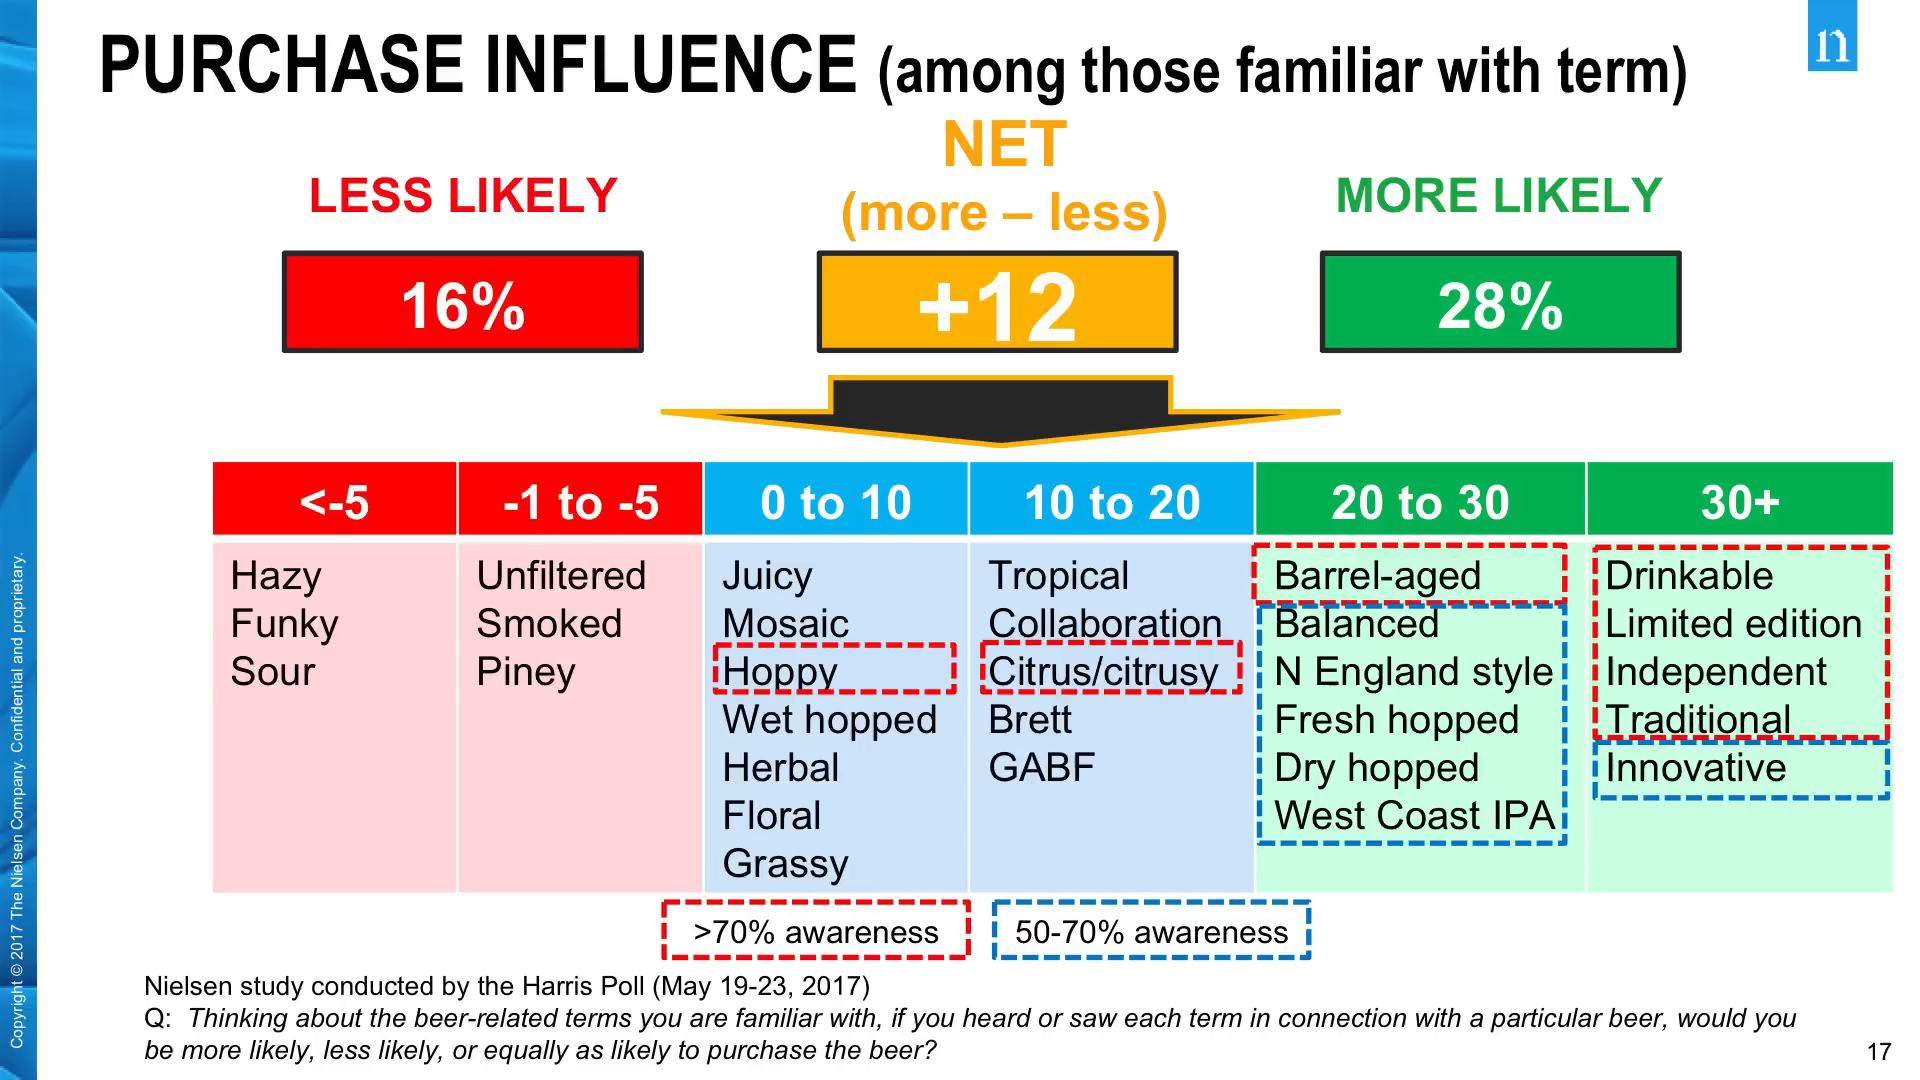 PURCHASE INFLUENCE (among those familiar with term)
n
NET
(more – less)
LESS LIKELY
MORE LIKELY
16%
+12
28%
<-5
-1 to -5
0 to 10
10 to 20
20 to 30
30+
Hazy
Funky
Sour
Unfiltered
Smoked
Piney
Juicy
Mosaic
Hoppy
Wet hopped
Herbal
Floral
Grassy
Tropical
Collaboration
Citrus/citrusy
Brett
GABF
Barrel-aged
Balanced
N England style
Fresh hopped
Dry hopped
West Coast IPA
Drinkable
Limited edition
Independent
Traditional
Innovative
>70% awareness
50-70% awareness
Nielsen study conducted by the Harris Poll (May 19-23, 2017)
Q: Thinking about the beer-related terms you are familiar with, if you heard or saw each term in connection with a particular beer, would you
be more likely, less likely, or equally as likely to purchase the beer?
17
Copyright © 2017 The Nielsen Company. Confidential and proprietary.